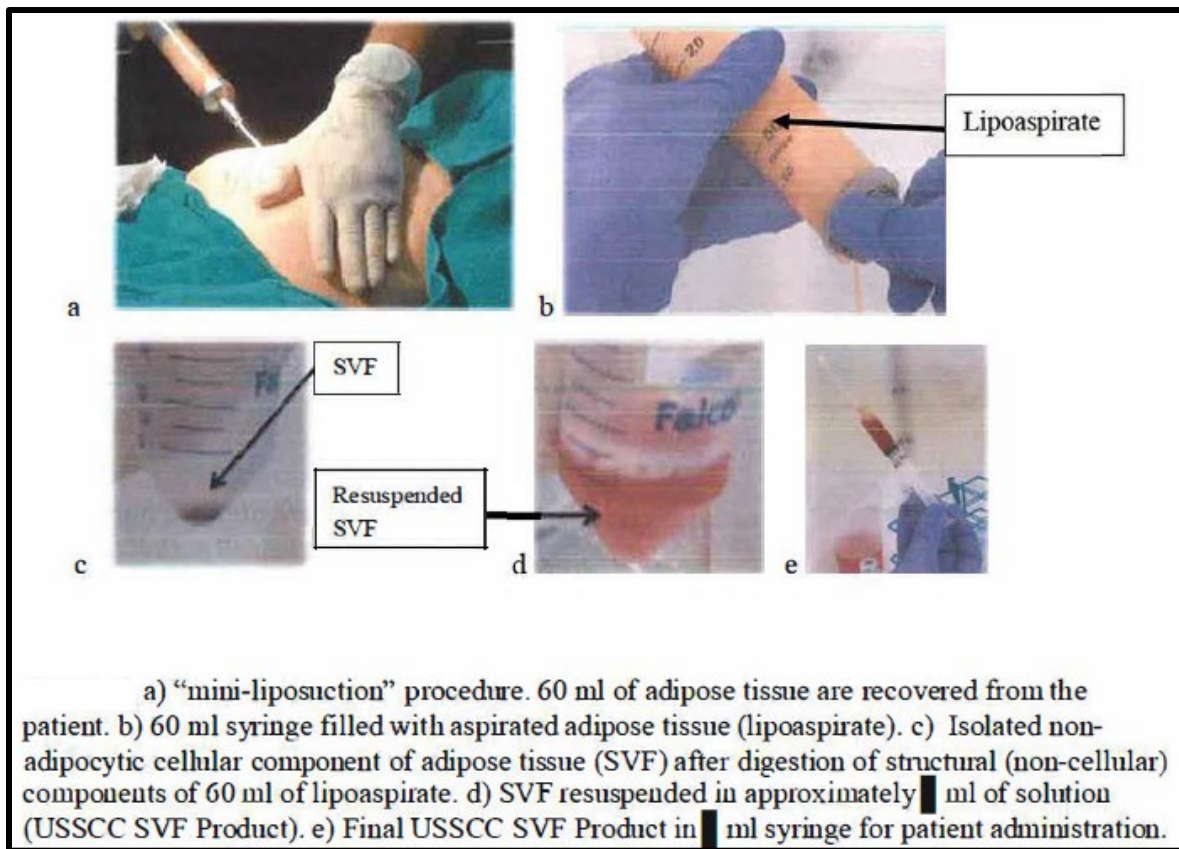 20
50
a
b
Lipoaspirate
SVF
Resuspended
SVF
c
d
e
a) “mini-liposuction” procedure. 60 ml of adipose tissue are recovered from the
patient. b) 60 ml syringe filled with aspirated adipose tissue (lipoaspirate). c) Isolated non-
adipocytic cellular component of adipose tissue (SVF) after digestion of structural (non-cellular)
components of 60 ml of lipoaspirate. d) SVF resuspended in approximately ml of solution
(USSCC SVF Product). e) Final USSCC SVF Product in ml syringe for patient administration.